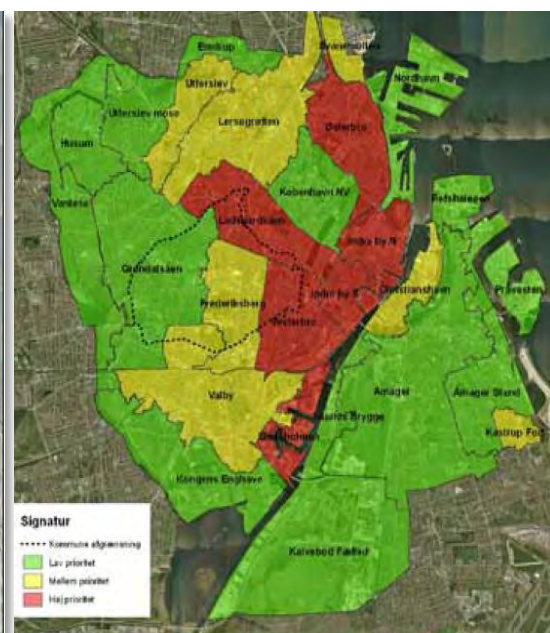 Emdrup
Svanemøllen
Nordhavn
Utterslev
Utterslev mose
Lersøgrøften
Østerbro
Husum
København NV
Refshaleøen
Vanløse
Ladegårdsåen
Indre by N
Grøndalsåen
Prøvesten
Christianshavn
Indre by S
Frederiksberg
Vesterbro
Amager
Amager Strand
Valby
Islands Brygge
Kastrup Fort
Kongens Enghave
Kalvebod Fælled
Signatur
Kommune afgrænsning
Lav prioritet
Mellem prioritet
Høj prioritet